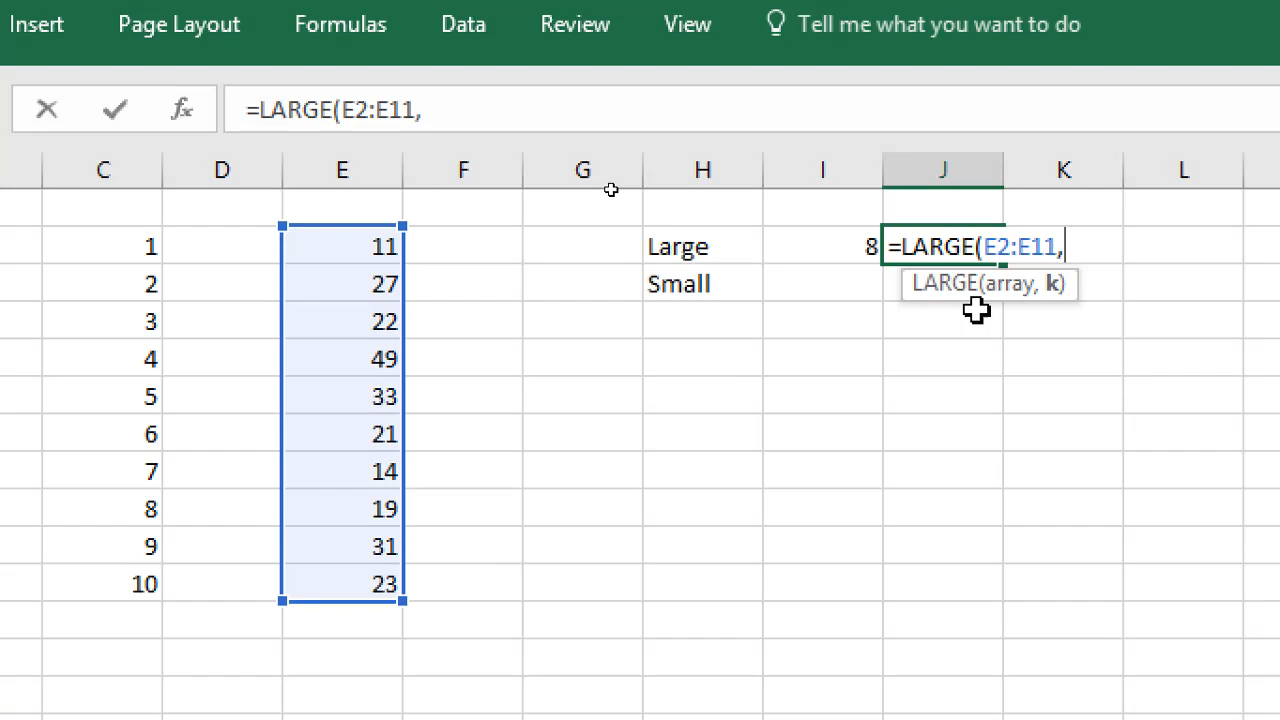 Insert Page Layout Formulas Data Review View Tell me what you want to do
fx =LARGE(E2:E11,
C D E F G H I J K L
1 11 Large 8 =LARGE(E2:E11,
2 27 Small LARGE(array, k)
3 22
4 49
5 33
6 21
7 14
8 19
9 31
10 23